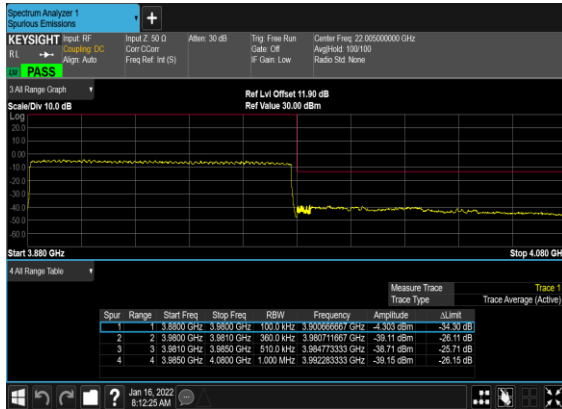 Spectrum Analyzer 1
Spurious Emissions
KEYSIGHT Input: RF Input Z: 50 Ω Atten: 30 dB Trig: Free Run Center Freq: 22.005000000 GHz
RL Coupling: DC Corr CCorr Gate: Off Avg|Hold: 100/100
Align: Auto Freq Ref: Int (S) IF Gain: Low Radio Std: None
LV PASS
3 All Range Graph
Ref Lvl Offset 11.90 dB
Scale/Div 10.0 dB Ref Value 30.00 dBm
Log
20.0
10.0
0.00
-10.0
-20.0
-30.0
-40.0
-50.0
-60.0
Start 3.880 GHz Stop 4.080 GH
4 All Range Table
Measure Trace Trace 1
Trace Type Trace Average (Active)
Spur Range Start Freq Stop Freq RBW Frequency Amplitude ΔLimit
1 1 3.8800 GHz 3.9800 GHz 100.0 kHz 3.900666667 GHz -4.303 dBm -34.30 dB
2 2 3.9800 GHz 3.9810 GHz 360.0 kHz 3.980711667 GHz -39.11 dBm -26.11 dB
3 3 3.9810 GHz 3.9850 GHz 510.0 kHz 3.984773333 GHz -38.71 dBm -25.71 dB
4 4 3.9850 GHz 4.0800 GHz 1.000 MHz 3.992283333 GHz -39.15 dBm -26.15 dB
Jan 16, 2022
8:12:25 AM